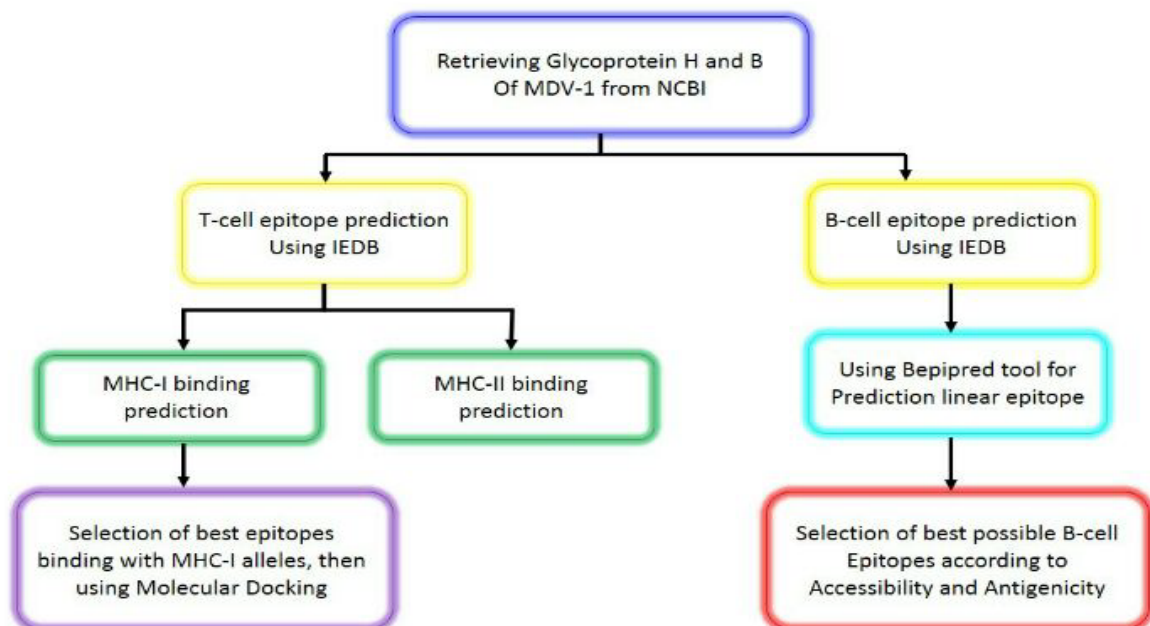 Retrieving Glycoprotein H and B
Of MDV-1 from NCBI
T-cell epitope prediction
Using IEDB
B-cell epitope prediction
Using IEDB
MHC-I binding
prediction
MHC-II binding
prediction
Using Bepipred tool for
Prediction linear epitope
Selection of best epitopes
binding with MHC-I alleles, then
using Molecular Docking
Selection of best possible B-cell
Epitopes according to
Accessibility and Antigenicity